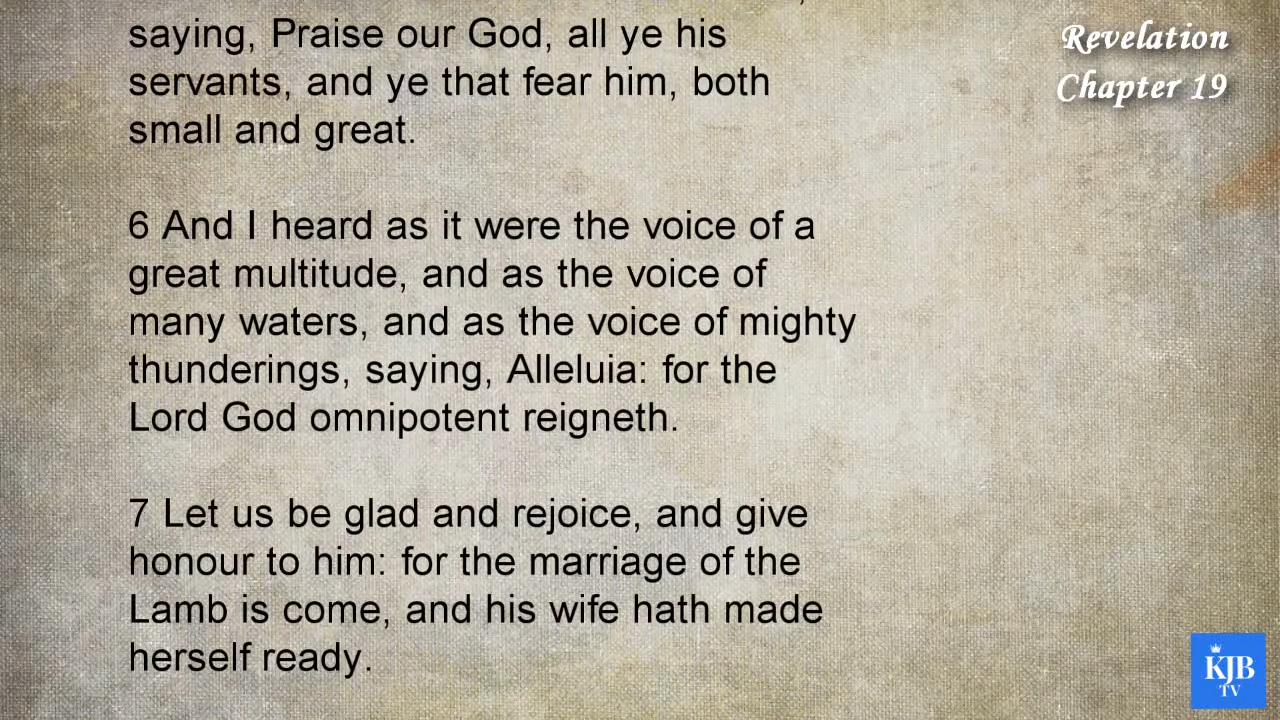 saying, Praise our God, all ye his
servants, and ye that fear him, both
small and great.
6 And I heard as it were the voice of a
great multitude, and as the voice of
many waters, and as the voice of mighty
thunderings, saying, Alleluia: for the
Lord God omnipotent reigneth.
7 Let us be glad and rejoice, and give
honour to him: for the marriage of the
Lamb is come, and his wife hath made
herself ready.
Revelation
Chapter 19
KJB
TV